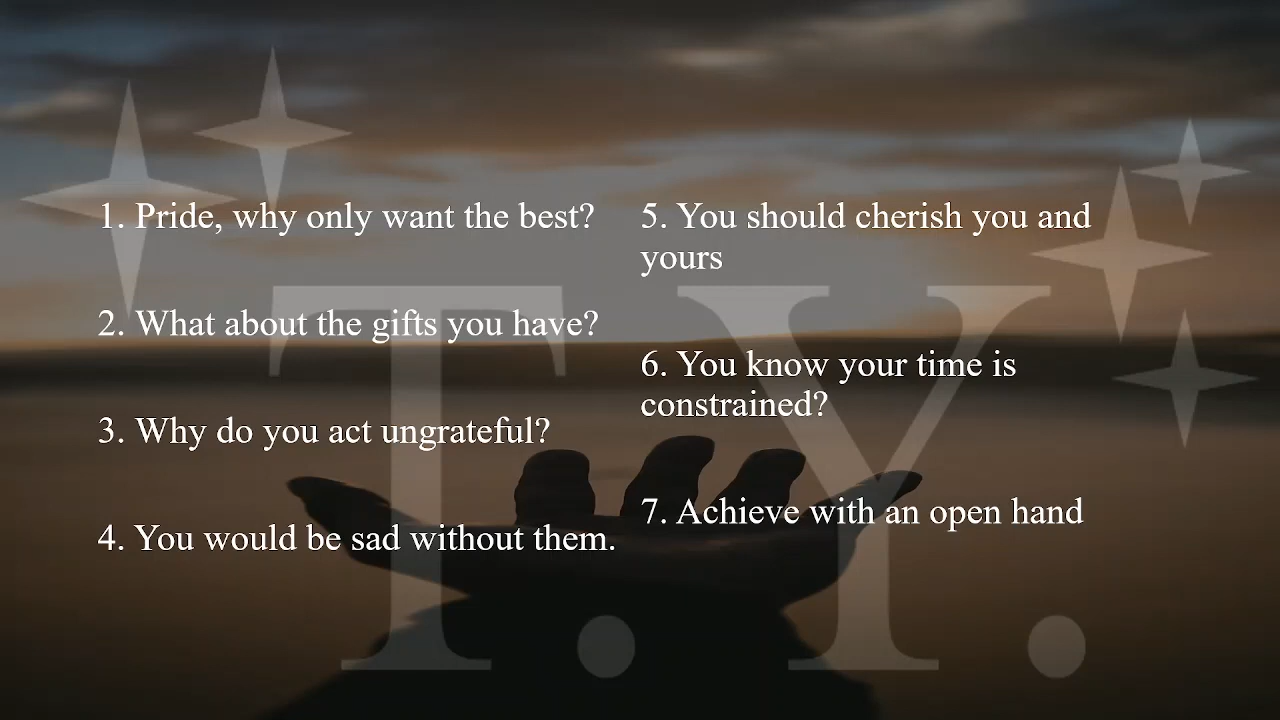 1. Pride, why only want the best?
2. What about the gifts you have?
3. Why do you act ungrateful?
4. You would be sad without them.
5. You should cherish you and
yours
6. You know your time is
constrained?
7. Achieve with an open hand
T.Y.